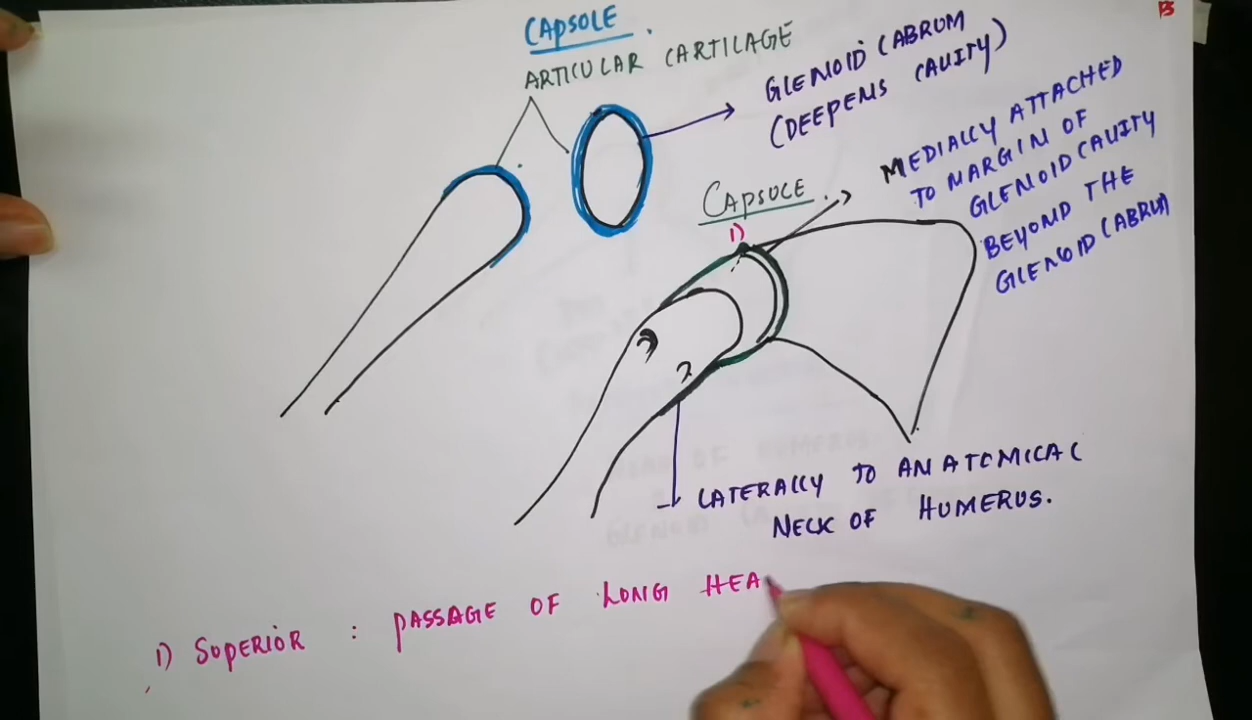 CAPSOLE.
ARTICULAR CARTILAGE
GLENOID LABRUM
(DEEPENS CAVITY)
CAPSULE
MEDIALLY ATTACHED
TO MARGIN OF
GLENOID CAVITY
BEYOND THE
GLENOID LABRUM
1)
LATERALLY TO ANATOMICAL
NECK OF HUMERUS.
1) SUPERIOR : PASSAGE OF LONG HEA